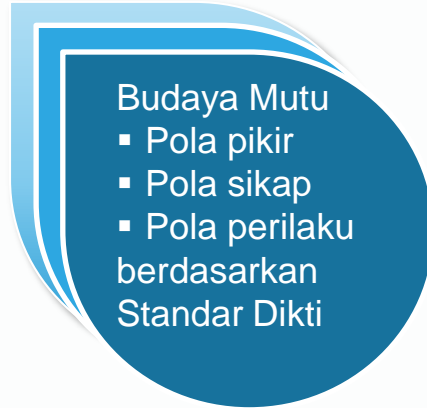 Budaya Mutu
▪ Pola pikir
▪ Pola sikap
▪ Pola perilaku
berdasarkan
Standar Dikti